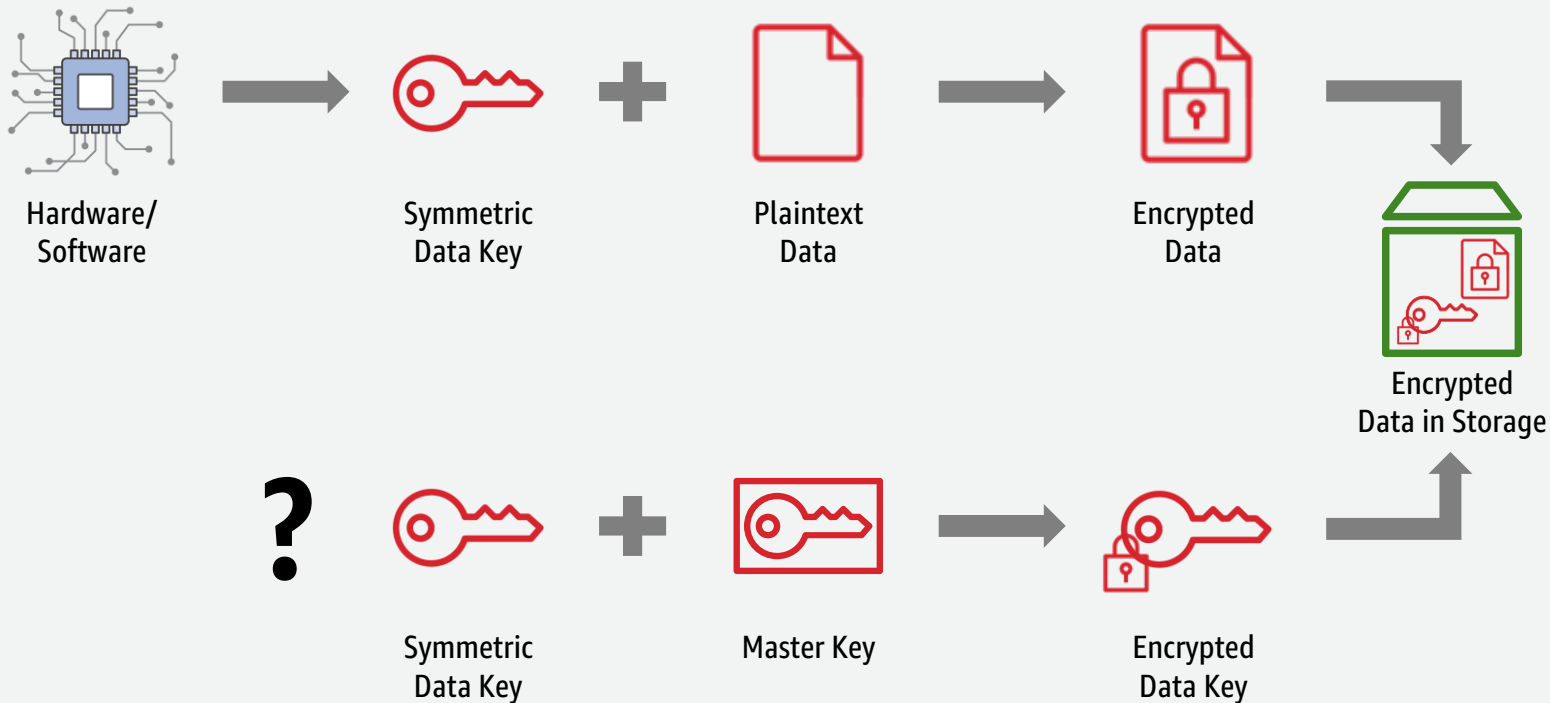 Hardware/
Software
Symmetric
Data Key
Plaintext
Data
Encrypted
Data
Encrypted
Data in Storage
?
Symmetric
Data Key
Master Key
Encrypted
Data Key